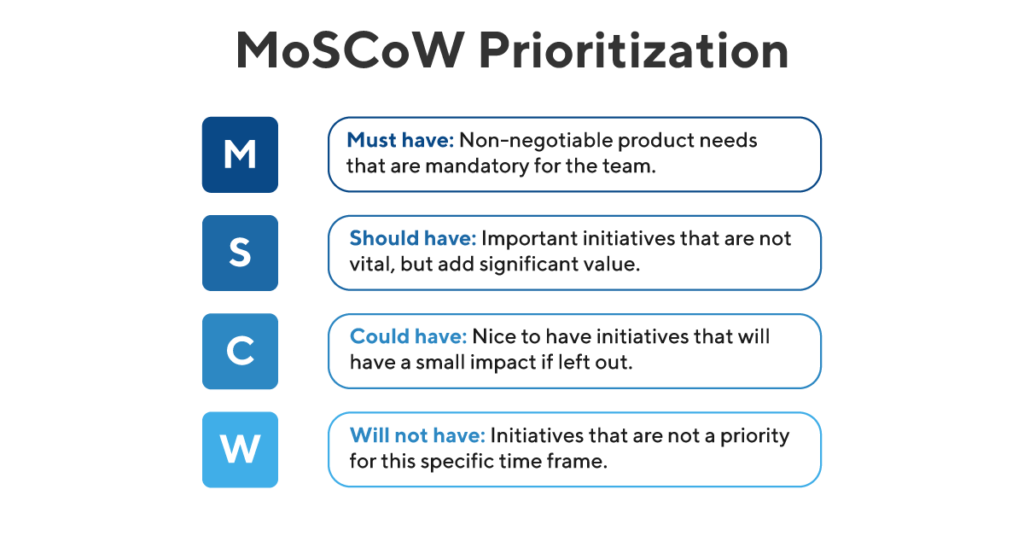 MoSCoW Prioritization
M
Must have: Non-negotiable product needs
that are mandatory for the team.
S
Should have: Important initiatives that are not
vital, but add significant value.
C
Could have: Nice to have initiatives that will
have a small impact if left out.
W
Will not have: Initiatives that are not a priority
for this specific time frame.